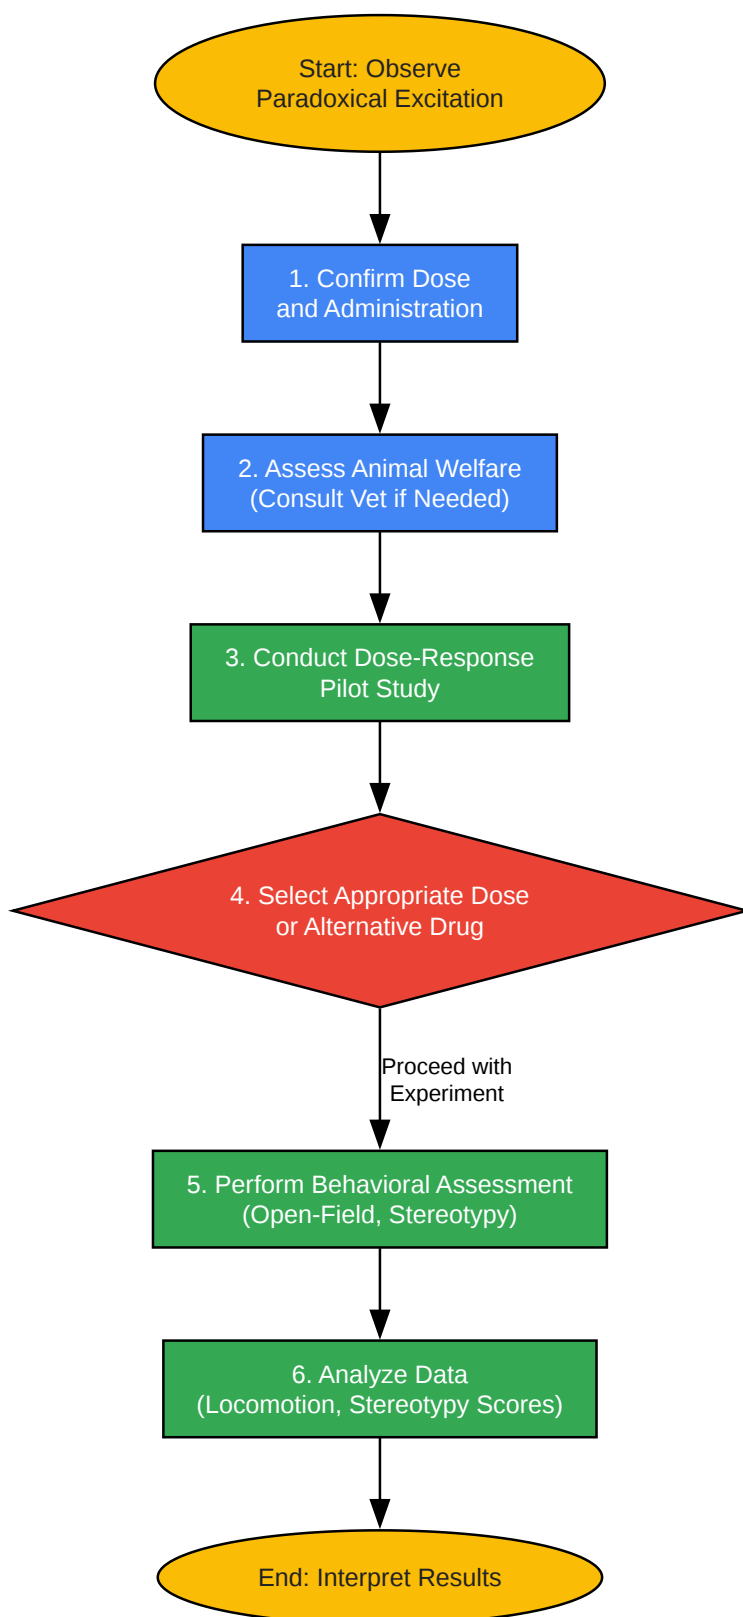 Start: Observe
Paradoxical Excitation
1. Confirm Dose
and Administration
2. Assess Animal Welfare
(Consult Vet if Needed)
3. Conduct Dose-Response
Pilot Study
4. Select Appropriate Dose
or Alternative Drug
Proceed with
Experiment
5. Perform Behavioral Assessment
(Open-Field, Stereotypy)
6. Analyze Data
(Locomotion, Stereotypy Scores)
End: Interpret Results